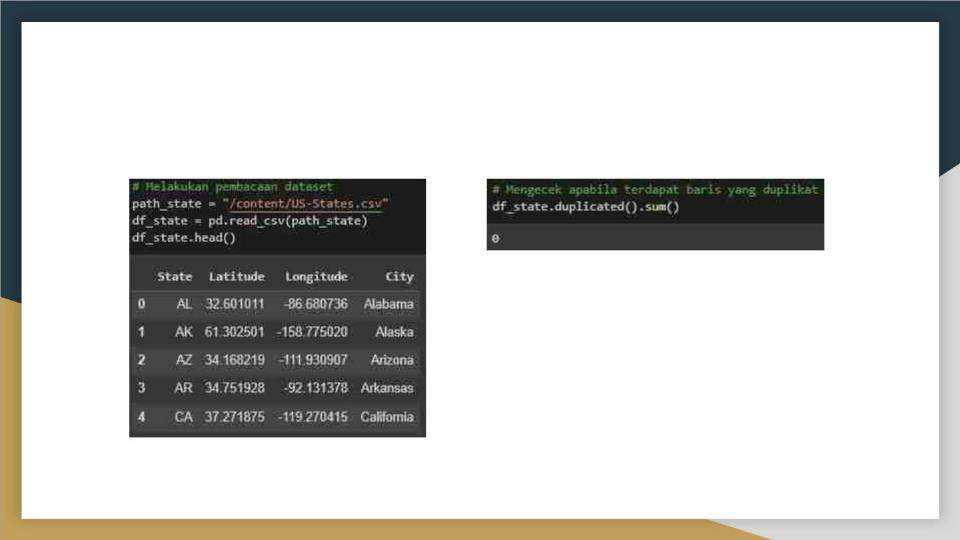 # Melakukan pembacaan dataset
path_state = "/content/US-States.csv"
df_state = pd.read_csv(path_state)
df_state.head()
State Latitude Longitude City
0 AL 32.601011 -86.680736 Alabama
1 AK 61.302501 -158.775020 Alaska
2 AZ 34.168219 -111.930907 Arizona
3 AR 34.751928 -92.131378 Arkansas
4 CA 37.271875 -119.270415 California
# Mengecek apabila terdapat baris yang duplikat
df_state.duplicated().sum()
0